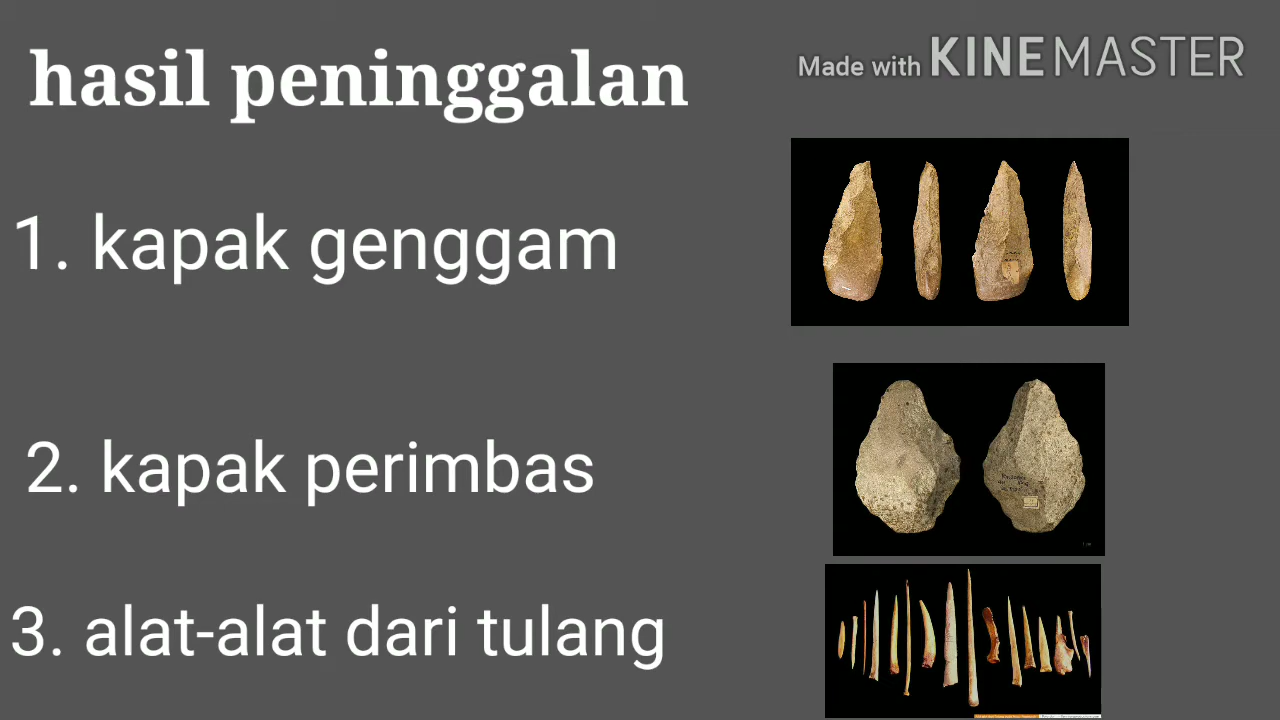 hasil peninggalan
Made with KINEMASTER
1. kapak genggam
2. kapak perimbas
3. alat-alat dari tulang